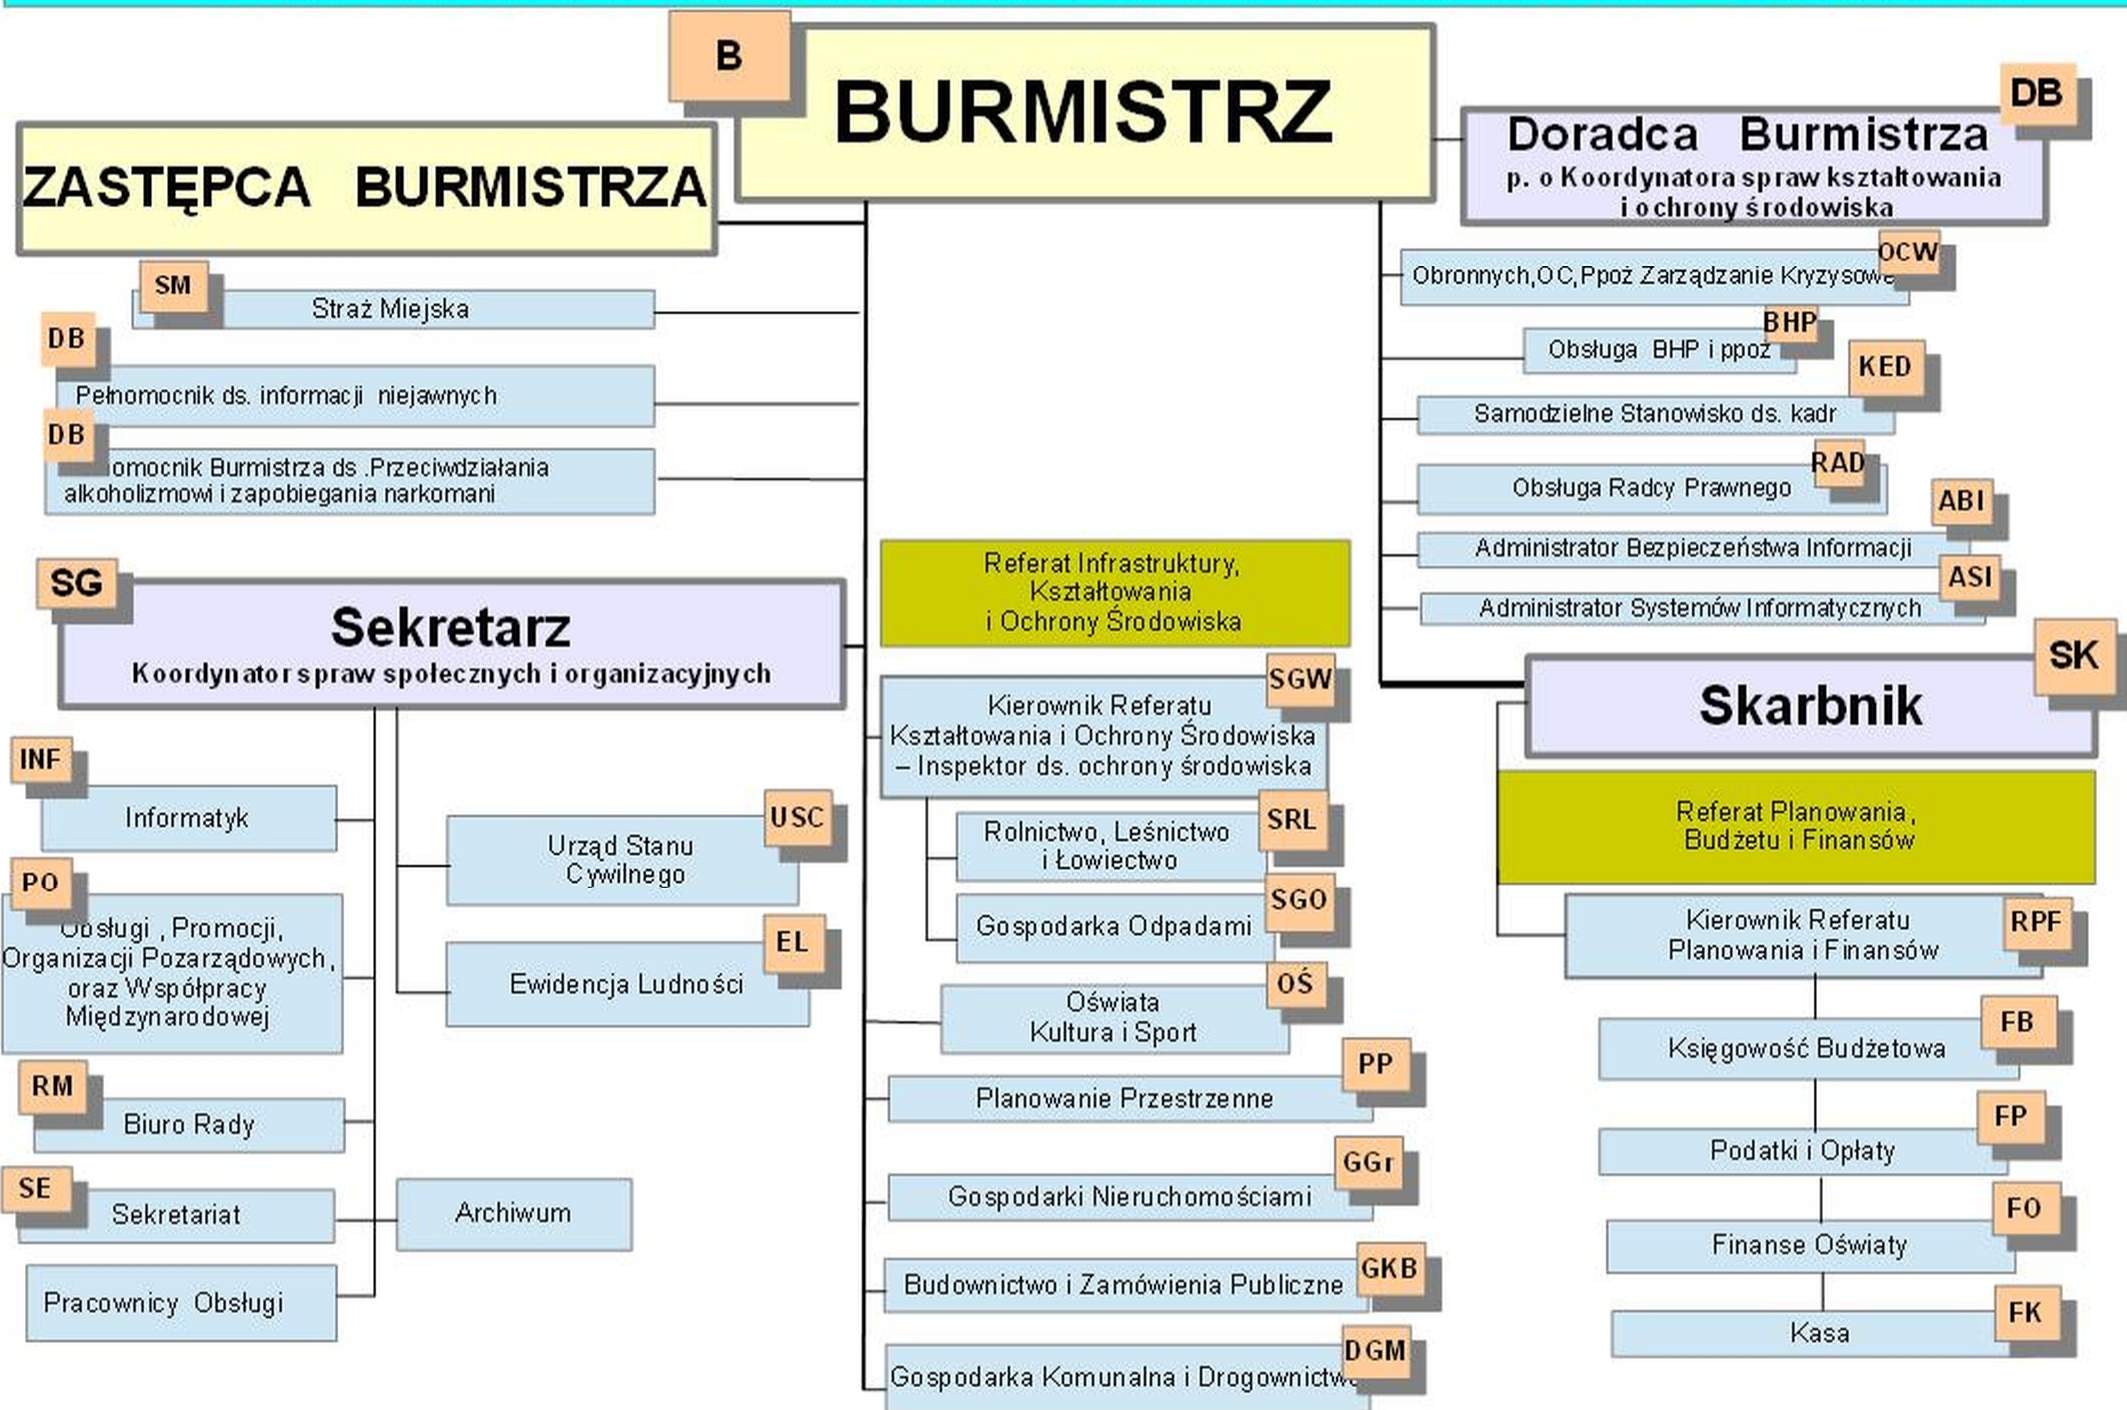 B
BURMISTRZ
DB
Doradca Burmistrza
p. o Koordynatora spraw kształtowania
i ochrony środowiska
ZASTĘPCA BURMISTRZA
SM
Straż Miejska
DB
Pełnomocnik ds. informacji niejawnych
DB
omocnik Burmistrza ds .Przeciwdziałania
alkoholizmowi i zapobiegania narkomani
OCW
Obronnych,OC,Ppoż Zarządzanie Kryzysowe
BHP
Obsługa BHP i ppoż
KED
Samodzielne Stanowisko ds. kadr
RAD
Obsługa Radcy Prawnego
ABI
Administrator Bezpieczeństwa Informacji
ASI
Administrator Systemów Informatycznych
SG
Sekretarz
Koordynator spraw społecznych i organizacyjnych
INF
Informatyk
PO
Obsługi , Promocji,
Organizacji Pozarządowych,
oraz Współpracy
Międzynarodowej
RM
Biuro Rady
SE
Sekretariat
Pracownicy Obsługi
USC
Urząd Stanu
Cywilnego
EL
Ewidencja Ludności
Archiwum
Referat Infrastruktury,
Kształtowania
i Ochrony Środowiska
SGW
Kierownik Referatu
Kształtowania i Ochrony Środowiska
– Inspektor ds. ochrony środowiska
SRL
Rolnictwo, Leśnictwo
i Łowiectwo
SGO
Gospodarka Odpadami
OŚ
Oświata
Kultura i Sport
PP
Planowanie Przestrzenne
GGr
Gospodarki Nieruchomościami
GKB
Budownictwo i Zamówienia Publiczne
DGM
Gospodarka Komunalna i Drogownictwo
SK
Skarbnik
Referat Planowania,
Budżetu i Finansów
RPF
Kierownik Referatu
Planowania i Finansów
FB
Księgowość Budżetowa
FP
Podatki i Opłaty
FO
Finanse Oświaty
FK
Kasa